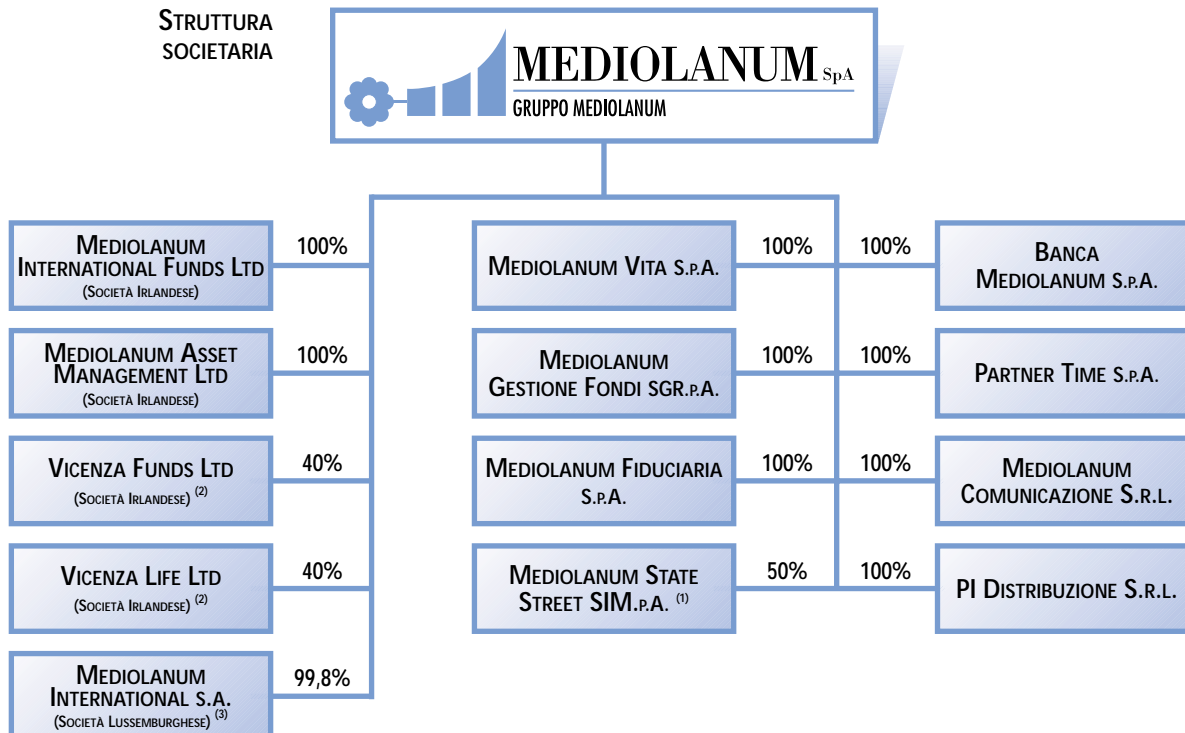 STRUTTURA
SOCIETARIA
MEDIOLANUM SpA
GRUPPO MEDIOLANUM
MEDIOLANUM
INTERNATIONAL FUNDS LTD
(SOCIETÀ IRLANDESE)
100%
MEDIOLANUM ASSET
MANAGEMENT LTD
(SOCIETÀ IRLANDESE)
100%
VICENZA FUNDS LTD
(SOCIETÀ IRLANDESE) (2)
40%
VICENZA LIFE LTD
(SOCIETÀ IRLANDESE) (2)
40%
MEDIOLANUM
INTERNATIONAL S.A.
(SOCIETÀ LUSSEMBURGHESE) (3)
99,8%
MEDIOLANUM VITA S.P.A.
100%
MEDIOLANUM
GESTIONE FONDI SGR.P.A.
100%
MEDIOLANUM FIDUCIARIA
S.P.A.
100%
MEDIOLANUM STATE
STREET SIM.P.A. (1)
50%
100%
BANCA
MEDIOLANUM S.P.A.
100%
PARTNER TIME S.P.A.
100%
MEDIOLANUM
COMUNICAZIONE S.R.L.
100%
PI DISTRIBUZIONE S.R.L.